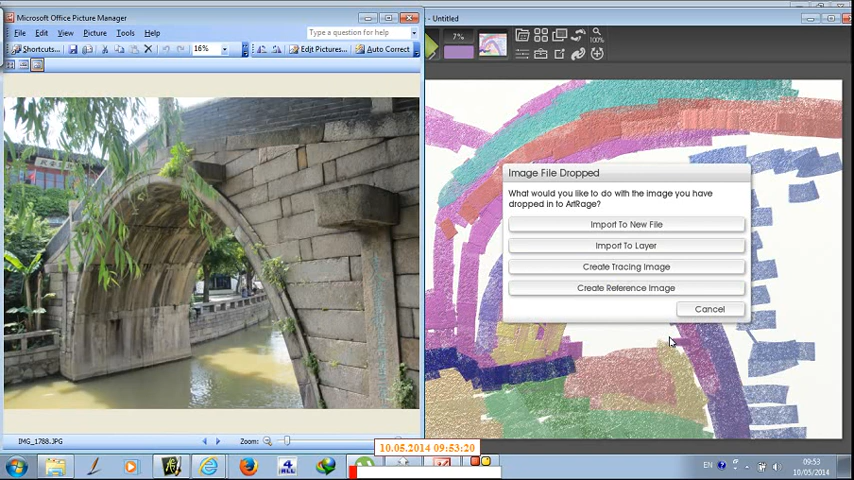 Microsoft Office Picture Manager
- Untitled
File Edit View Picture Tools Help
Type a question for help
Shortcuts...
16%
Edit Pictures...
Auto Correct
7%
100%
Image File Dropped
What would you like to do with the image you have
dropped in to ArtRage?
Import To New File
Import To Layer
Create Tracing Image
Create Reference Image
Cancel
IMG_1788.JPG
Zoom:
10.05.2014 09:53:20
EN
09:53
10/05/2014